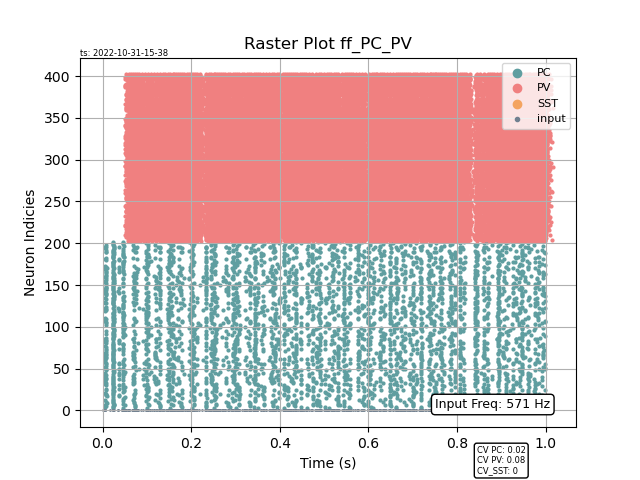 Raster Plot ff_PC_PV
ts: 2022-10-31-15-38
400
350
300
250
200
150
100
50
0
Neuron Indicies
PC
PV
SST
input
Input Freq: 571 Hz
0.0
0.2
0.4
0.6
0.8
1.0
Time (s)
CV PC: 0.02
CV PV: 0.08
CV_SST: 0